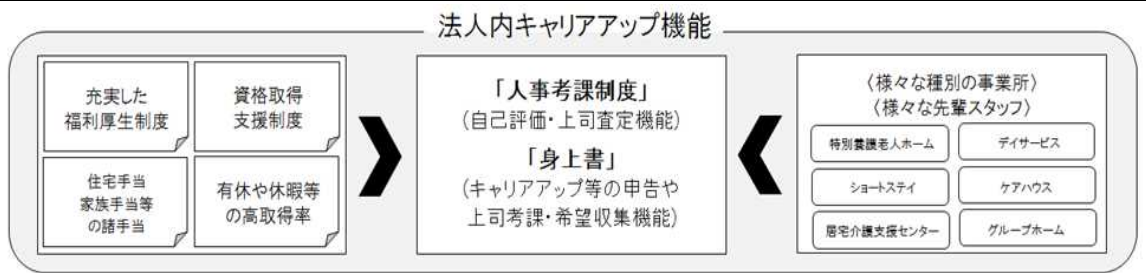 法人内キャリアアップ機能
充実した
福利厚生制度
資格取得
支援制度
住宅手当
家族手当等
の諸手当
有休や休暇等
の高取得率
「人事考課制度」
(自己評価・上司査定機能)
「身上書」
(キャリアアップ等の申告や
上司考課・希望収集機能)
〈様々な種別の事業所〉
〈様々な先輩スタッフ〉
特別養護老人ホーム
デイサービス
ショートステイ
ケアハウス
居宅介護支援センター
グループホーム